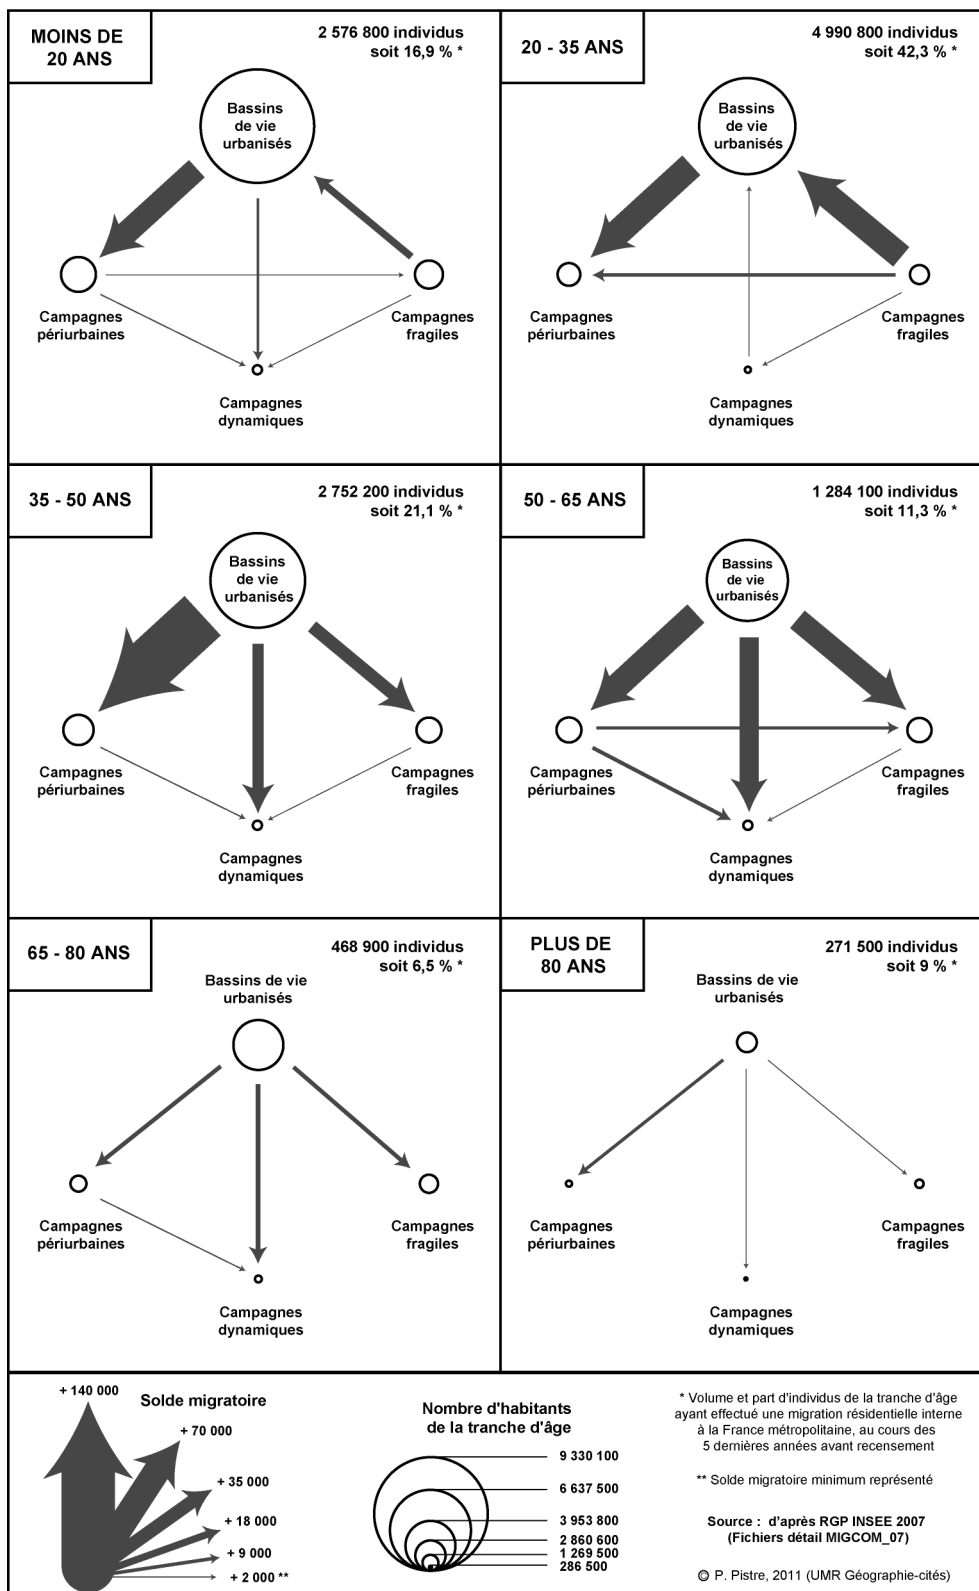 MOINS DE
20 ANS
2 576 800 individus
soit 16,9 % *
Bassins
de vie
urbanisés
Campagnes
périurbaines
Campagnes
fragiles
Campagnes
dynamiques
20 - 35 ANS
4 990 800 individus
soit 42,3 % *
Bassins
de vie
urbanisés
Campagnes
périurbaines
Campagnes
fragiles
Campagnes
dynamiques
35 - 50 ANS
2 752 200 individus
soit 21,1 % *
Bassins
de vie
urbanisés
Campagnes
périurbaines
Campagnes
fragiles
Campagnes
dynamiques
50 - 65 ANS
1 284 100 individus
soit 11,3 % *
Bassins
de vie
urbanisés
Campagnes
périurbaines
Campagnes
fragiles
Campagnes
dynamiques
65 - 80 ANS
468 900 individus
soit 6,5 % *
Bassins de vie
urbanisés
Campagnes
périurbaines
Campagnes
fragiles
Campagnes
dynamiques
PLUS DE
80 ANS
271 500 individus
soit 9 % *
Bassins de vie
urbanisés
Campagnes
périurbaines
Campagnes
fragiles
Campagnes
dynamiques
Solde migratoire
+ 140 000
+ 70 000
+ 35 000
+ 18 000
+ 9 000
+ 2 000 **
Nombre d'habitants
de la tranche d'âge
9 330 100
6 637 500
3 953 800
2 860 600
1 269 500
286 500
* Volume et part d'individus de la tranche d'âge
ayant effectué une migration résidentielle interne
à la France métropolitaine, au cours des
5 dernières années avant recensement
** Solde migratoire minimum représenté
Source : d'après RGP INSEE 2007
(Fichiers détail MIGCOM_07)
© P. Pistre, 2011 (UMR Géographie-cités)